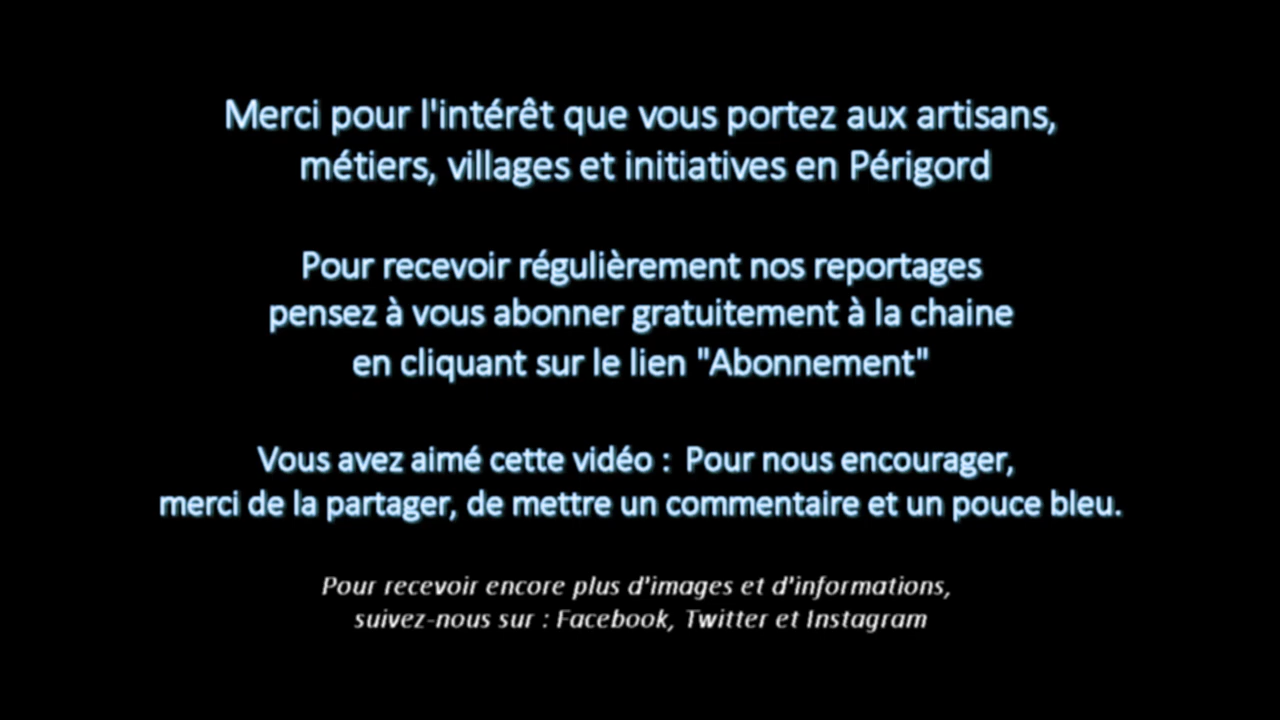 Merci pour l'intérêt que vous portez aux artisans,
métiers, villages et initiatives en Périgord
Pour recevoir régulièrement nos reportages
pensez à vous abonner gratuitement à la chaine
en cliquant sur le lien "Abonnement"
Vous avez aimé cette vidéo : Pour nous encourager,
merci de la partager, de mettre un commentaire et un pouce bleu.
Pour recevoir encore plus d'images et d'informations,
suivez-nous sur : Facebook, Twitter et Instagram